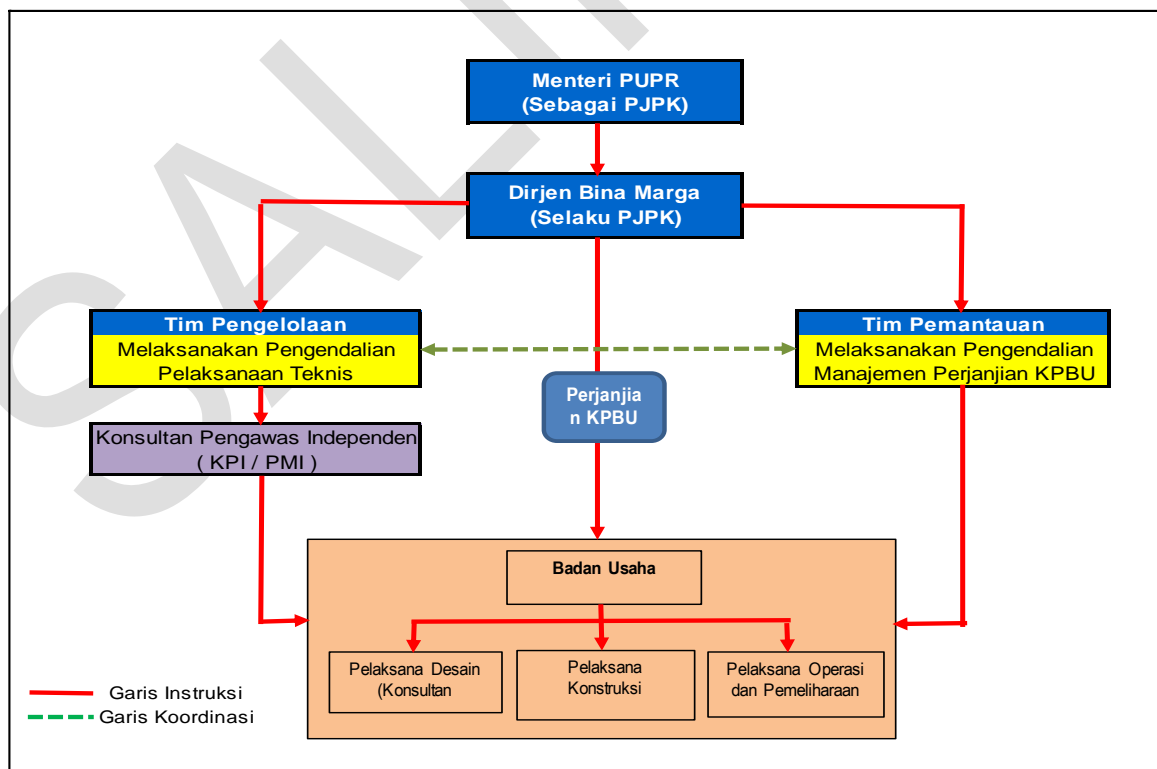 Menteri PUPR
(Sebagai PJPK)
Dirjen Bina Marga
(Selaku PJPK)
Tim Pengelolaan
Melaksanakan Pengendalian
Pelaksanaan Teknis
Tim Pemantauan
Melaksanakan Pengendalian
Manajemen Perjanjian KPBU
Perjanjia
n KPBU
Konsultan Pengawas Independen
( KPI / PMI )
Badan Usaha
Pelaksana Desain
(Konsultan
Pelaksana
Konstruksi
Pelaksana Operasi
dan Pemeliharaan
Garis Instruksi
Garis Koordinasi